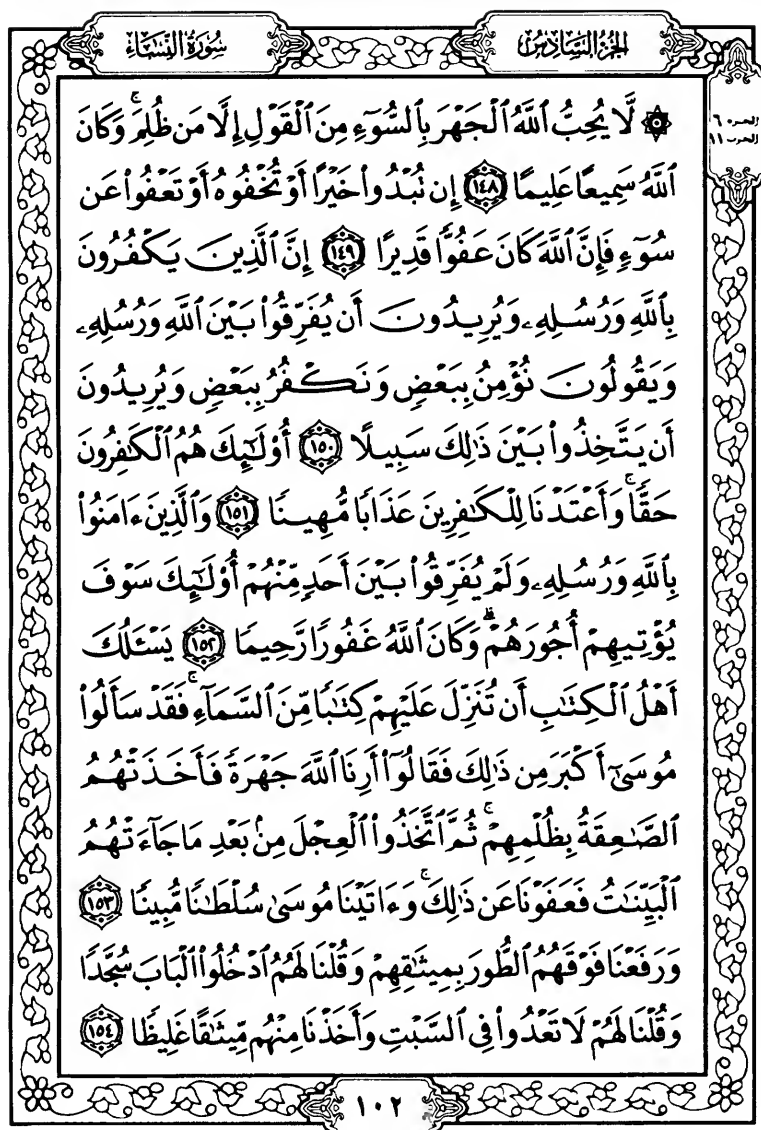 سُورَةُ النِّسَاء
الجُزْءُ السَّادِسُ
الحزب ١١
۞ لَّا يُحِبُّ ٱللَّهُ ٱلْجَهْرَ بِٱلسُّوٓءِ مِنَ ٱلْقَوْلِ إِلَّا مَن ظُلِمَ ۚ وَكَانَ
ٱللَّهُ سَمِيعًا عَلِيمًا ١٤٨ إِن تُبْدُوا۟ خَيْرًا أَوْ تُخْفُوهُ أَوْ تَعْفُوا۟ عَن
سُوٓءٍ فَإِنَّ ٱللَّهَ كَانَ عَفُوًّا قَدِيرًا ١٤٩ إِنَّ ٱلَّذِينَ يَكْفُرُونَ
بِٱللَّهِ وَرُسُلِهِۦ وَيُرِيدُونَ أَن يُفَرِّقُوا۟ بَيْنَ ٱللَّهِ وَرُسُلِهِۦ
وَيَقُولُونَ نُؤْمِنُ بِبَعْضٍ وَنَكْفُرُ بِبَعْضٍ وَيُرِيدُونَ
أَن يَتَّخِذُوا۟ بَيْنَ ذَٰلِكَ سَبِيلًا ١٥٠ أُو۟لَـٰٓئِكَ هُمُ ٱلْكَـٰفِرُونَ
حَقًّا ۚ وَأَعْتَدْنَا لِلْكَـٰفِرِينَ عَذَابًا مُّهِينًا ١٥١ وَٱلَّذِينَ ءَامَنُوا۟
بِٱللَّهِ وَرُسُلِهِۦ وَلَمْ يُفَرِّقُوا۟ بَيْنَ أَحَدٍ مِّنْهُمْ أُو۟لَـٰٓئِكَ سَوْفَ
يُؤْتِيهِمْ أُجُورَهُمْ ۗ وَكَانَ ٱللَّهُ غَفُورًا رَّحِيمًا ١٥٢ يَسْـَٔلُكَ
أَهْلُ ٱلْكِتَـٰبِ أَن تُنَزِّلَ عَلَيْهِمْ كِتَـٰبًا مِّنَ ٱلسَّمَآءِ ۚ فَقَدْ سَأَلُوا۟
مُوسَىٰٓ أَكْبَرَ مِن ذَٰلِكَ فَقَالُوٓا۟ أَرِنَا ٱللَّهَ جَهْرَةً فَأَخَذَتْهُمُ
ٱلصَّـٰعِقَةُ بِظُلْمِهِمْ ۚ ثُمَّ ٱتَّخَذُوا۟ ٱلْعِجْلَ مِنۢ بَعْدِ مَا جَآءَتْهُمُ
ٱلْبَيِّنَـٰتُ فَعَفَوْنَا عَن ذَٰلِكَ ۚ وَءَاتَيْنَا مُوسَىٰ سُلْطَـٰنًا مُّبِينًا ١٥٣
وَرَفَعْنَا فَوْقَهُمُ ٱلطُّورَ بِمِيثَـٰقِهِمْ وَقُلْنَا لَهُمُ ٱدْخُلُوا۟ ٱلْبَابَ سُجَّدًا
وَقُلْنَا لَهُمْ لَا تَعْدُوا۟ فِى ٱلسَّبْتِ وَأَخَذْنَا مِنْهُم مِّيثَـٰقًا غَلِيظًا ١٥٤
١٠٢